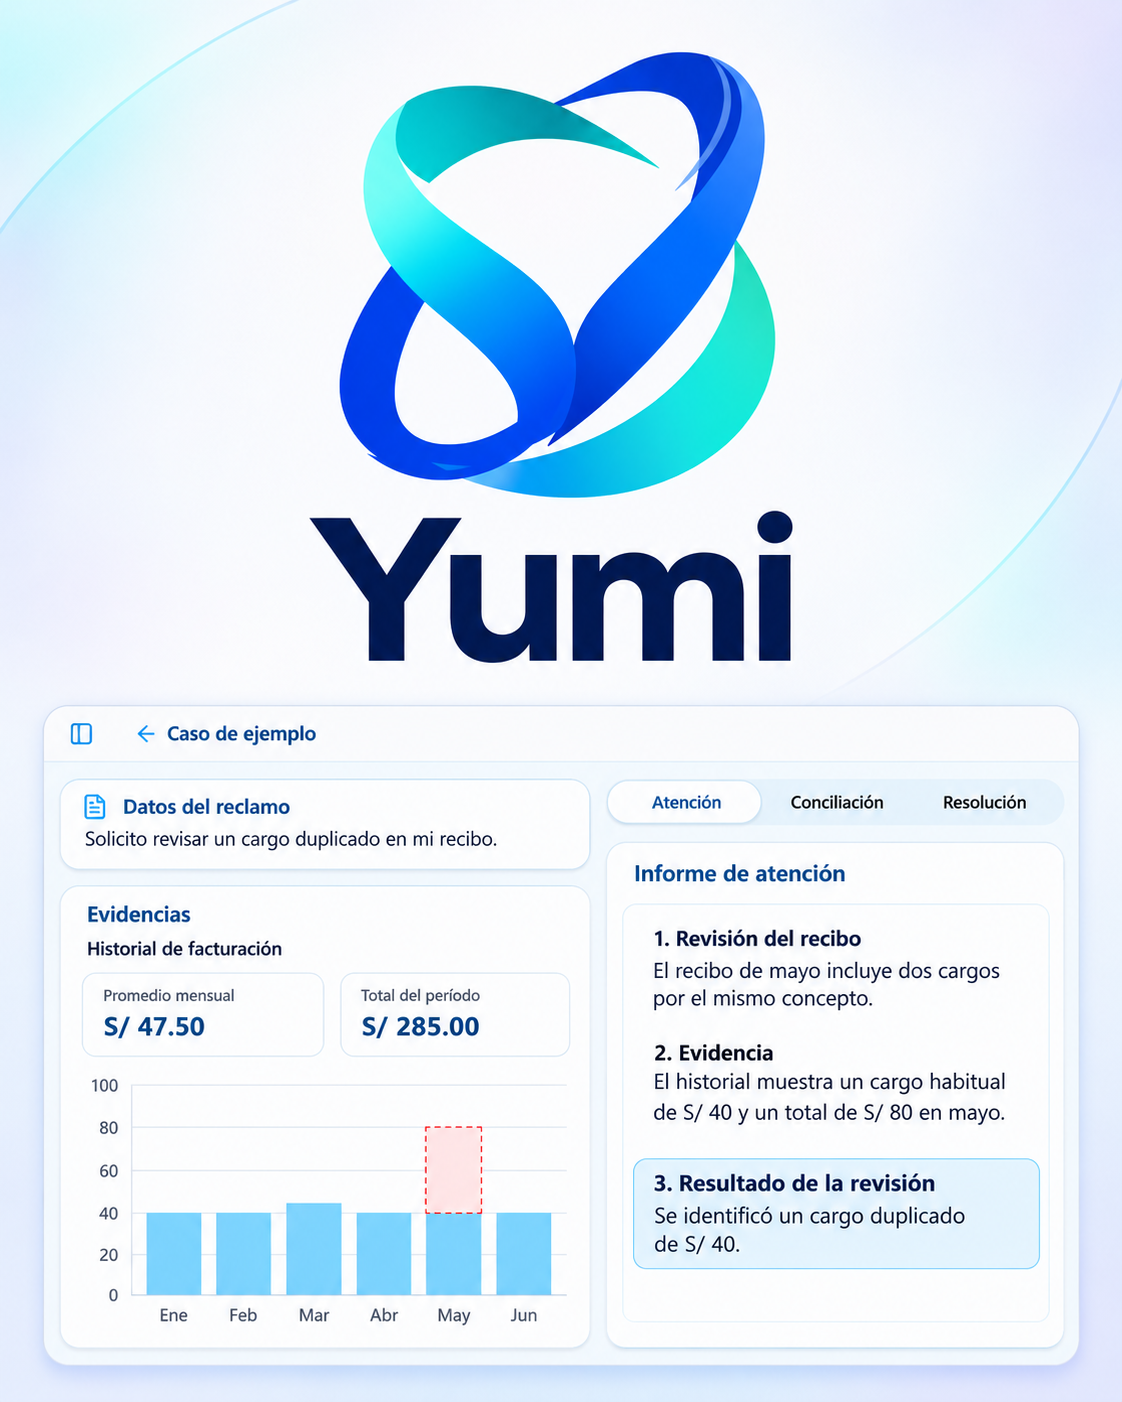 Yumi
Caso de ejemplo
Datos del reclamo
Solicito revisar un cargo duplicado en mi recibo.
Evidencias
Historial de facturación
Promedio mensual
S/ 47.50
Total del período
S/ 285.00
100
80
60
40
20
0
Ene
Feb
Mar
Abr
May
Jun
Atención
Conciliación
Resolución
Informe de atención
1. Revisión del recibo
El recibo de mayo incluye dos cargos
por el mismo concepto.
2. Evidencia
El historial muestra un cargo habitual
de S/ 40 y un total de S/ 80 en mayo.
3. Resultado de la revisión
Se identificó un cargo duplicado
de S/ 40.